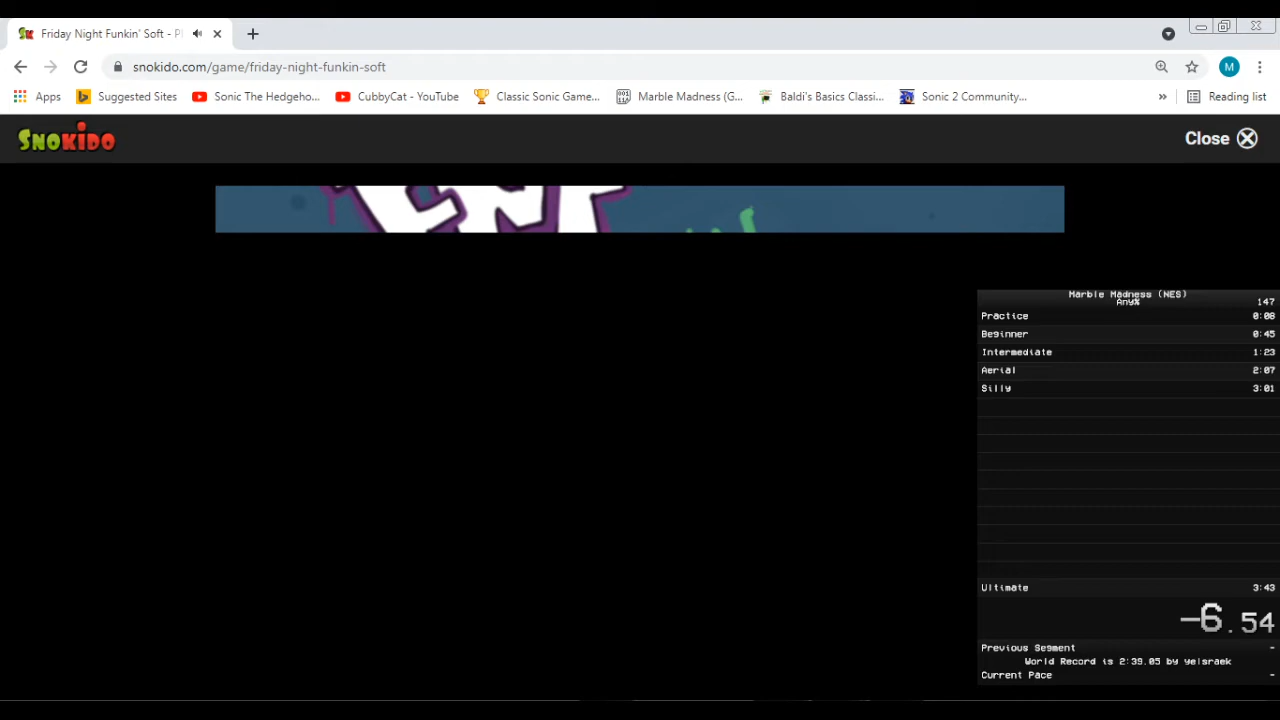 Friday Night Funkin' Soft - Pl
snokido.com/game/friday-night-funkin-soft
M
Apps
Suggested Sites
Sonic The Hedgeho...
CubbyCat - YouTube
Classic Sonic Game...
Marble Madness (G...
Baldi's Basics Classi...
Sonic 2 Community...
»
Reading list
SNOKIDO
Close
Marble Madness (NES)
Any% 147
Practice 0:08
Beginner 0:45
Intermediate 1:23
Aerial 2:07
Silly 3:01
Ultimate 3:43
-6.54
Previous Segment -
World Record is 2:39.05 by yelsraek
Current Pace -